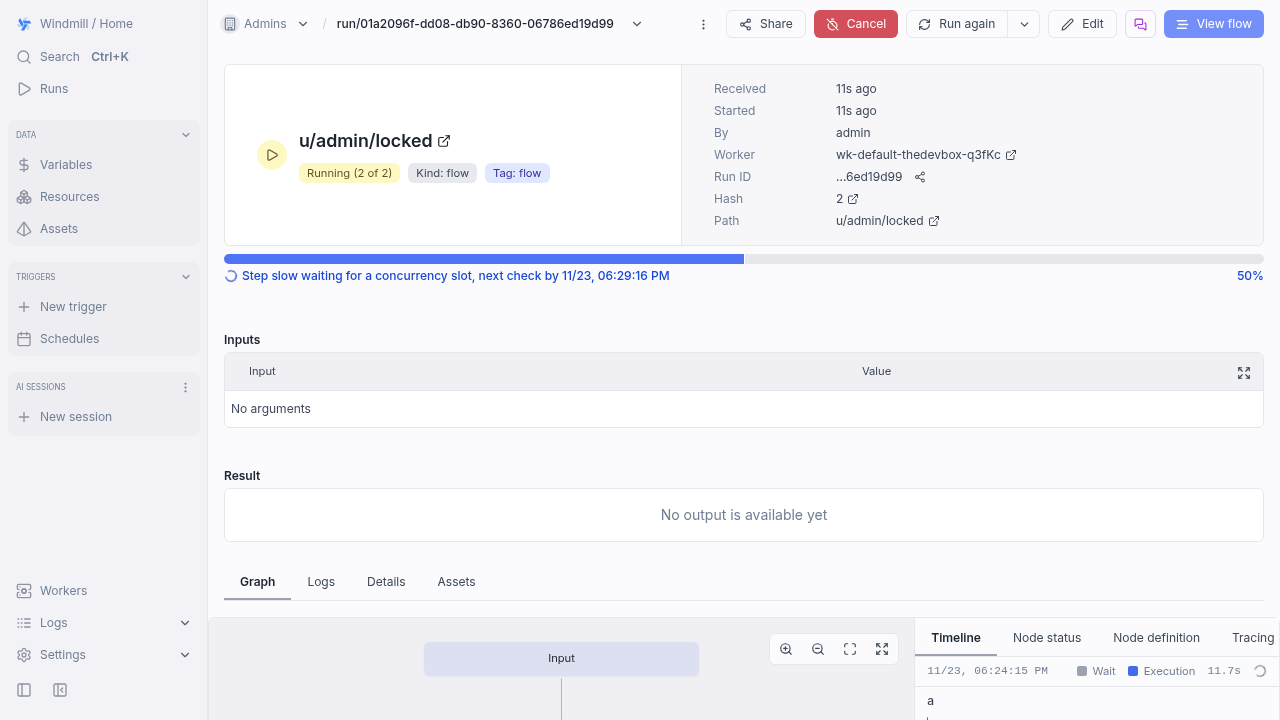 Windmill / Home
Search Ctrl+K
Runs
DATA
Variables
Resources
Assets
TRIGGERS
New trigger
Schedules
AI SESSIONS
New session
Workers
Logs
Settings
Admins / run/01a2096f-dd08-db90-8360-06786ed19d99
Share
Cancel
Run again
Edit
View flow
u/admin/locked
Running (2 of 2) Kind: flow Tag: flow
Received 11s ago
Started 11s ago
By admin
Worker wk-default-thedevbox-q3fKc
Run ID ...6ed19d99
Hash 2
Path u/admin/locked
Step slow waiting for a concurrency slot, next check by 11/23, 06:29:16 PM 50%
Inputs
Input Value
No arguments
Result
No output is available yet
Graph Logs Details Assets
Input
Timeline Node status Node definition Tracing
11/23, 06:24:15 PM Wait Execution 11.7s
a